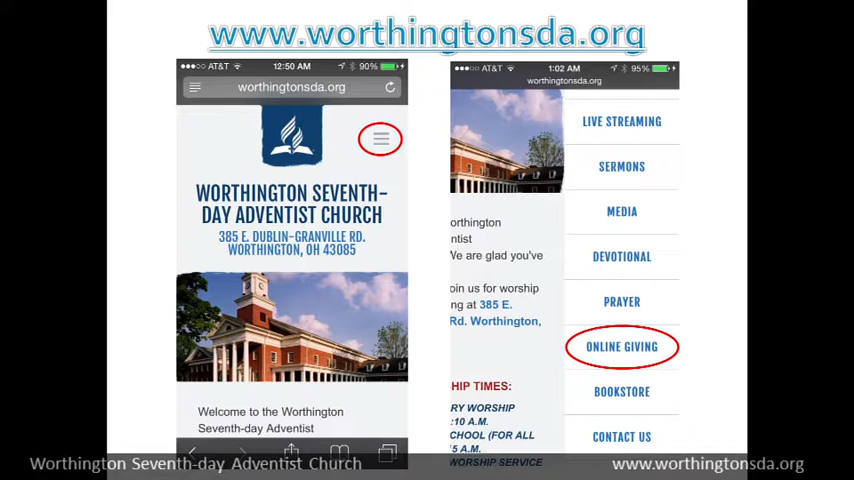 www.worthingtonsda.org
AT&T 12:50 AM 90%
worthingtonsda.org
WORTHINGTON SEVENTH-
DAY ADVENTIST CHURCH
385 E. DUBLIN-GRANVILLE RD.
WORTHINGTON, OH 43085
Welcome to the Worthington
Seventh-day Adventist
AT&T 1:02 AM 95%
worthingtonsda.org
orthington
entist
We are glad you've
oin us for worship
ng at 385 E.
Rd. Worthington,
HIP TIMES:
RY WORSHIP
:10 A.M.
SCHOOL (FOR ALL
5 A.M.
WORSHIP SERVICE
LIVE STREAMING
SERMONS
MEDIA
DEVOTIONAL
PRAYER
ONLINE GIVING
BOOKSTORE
CONTACT US
Worthington Seventh-day Adventist Church
www.worthingtonsda.org